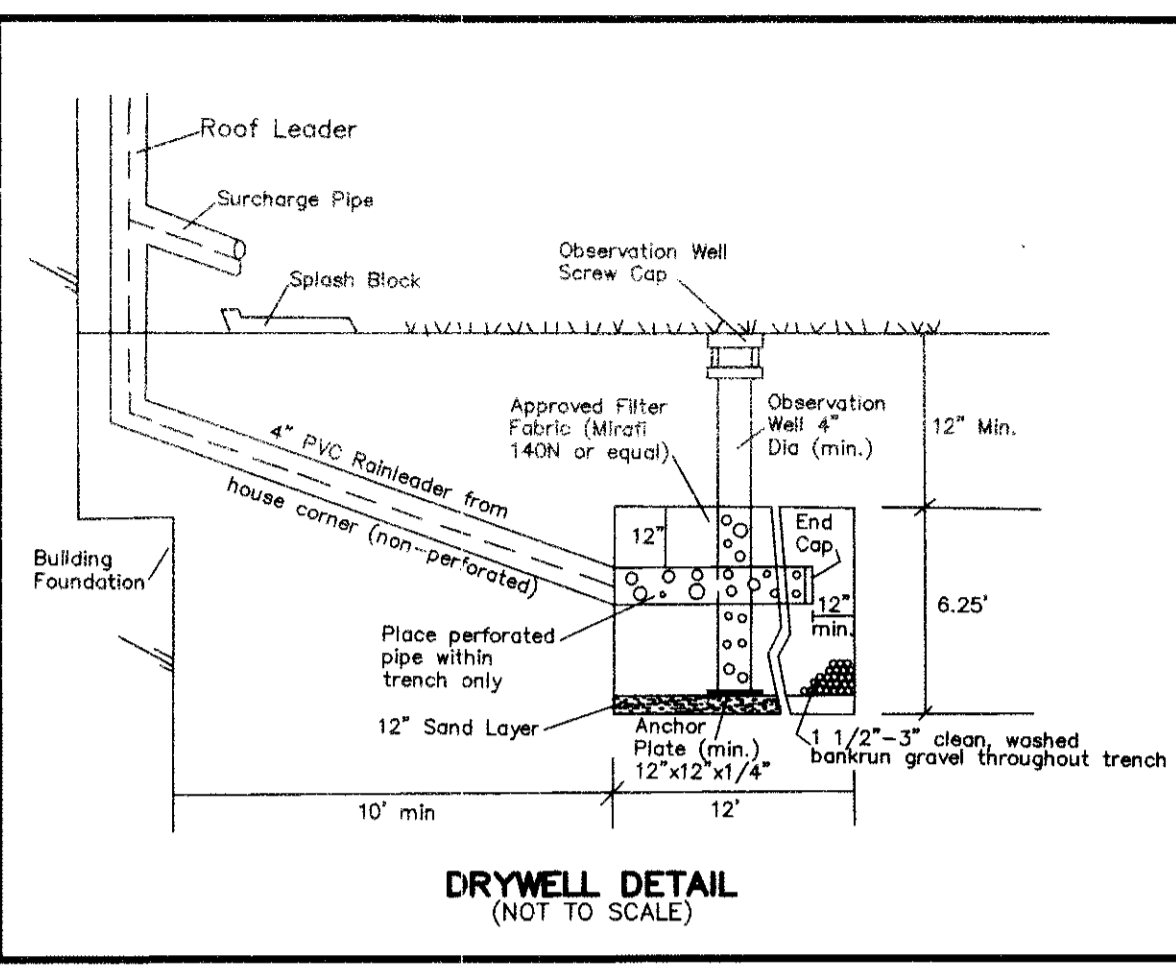 Roof Leader
Surcharge Pipe
Splash Block
Observation Well
Screw Cap
Approved Filter
Fabric (Mirafi
140N or equal)
Observation
Well 4"
Dia (min.)
12" Min.
4" PVC Rainleader from
house corner (non-perforated)
12"
End
Cap
Building
Foundation
12"
min.
6.25'
Place perforated
pipe within
trench only
12" Sand Layer
Anchor
Plate (min.)
12"x12"x1/4"
1 1/2"-3" clean, washed
bankrun gravel throughout trench
10' min
12'
DRYWELL DETAIL
(NOT TO SCALE)